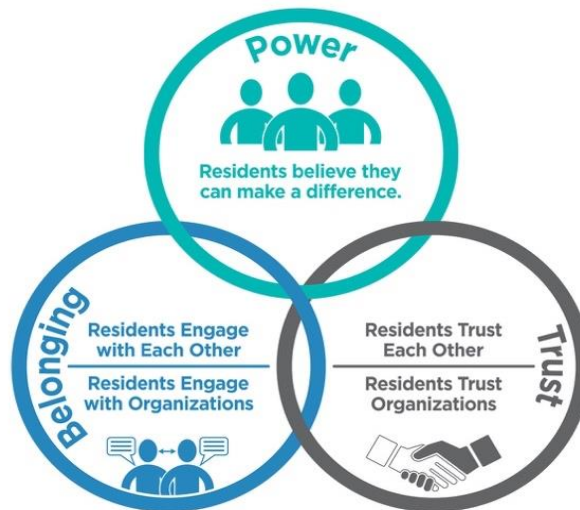 Power
Residents believe they
can make a difference.
Belonging
Residents Engage
with Each Other
Residents Engage
with Organizations
Residents Trust
Each Other
Residents Trust
Organizations
Trust